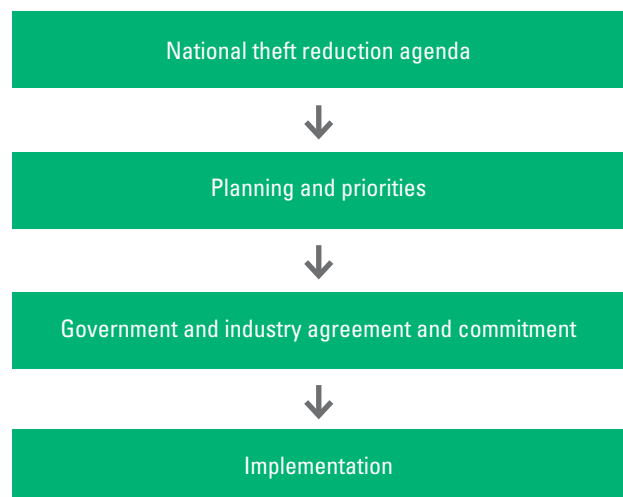 National theft reduction agenda
Planning and priorities
Government and industry agreement and commitment
Implementation